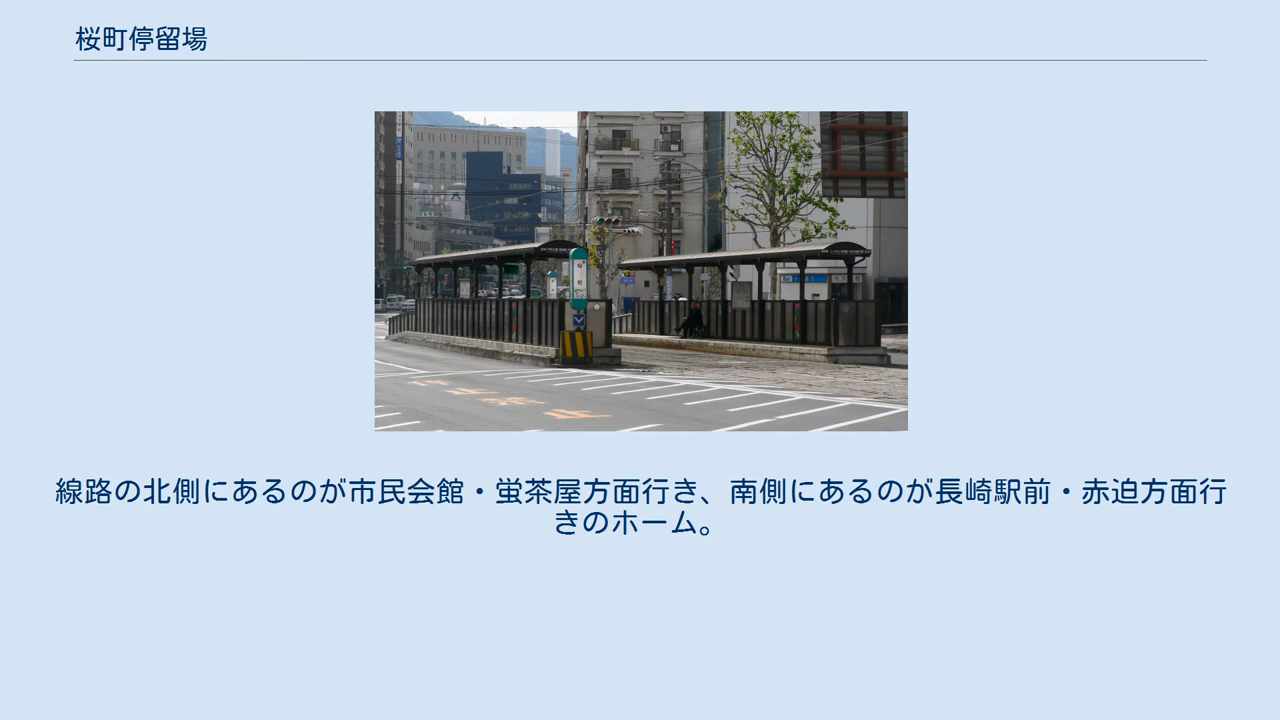 桜町停留場
線路の北側にあるのが市民会館・蛍茶屋方面行き、南側にあるのが長崎駅前・赤迫方面行
きのホーム。
桜町